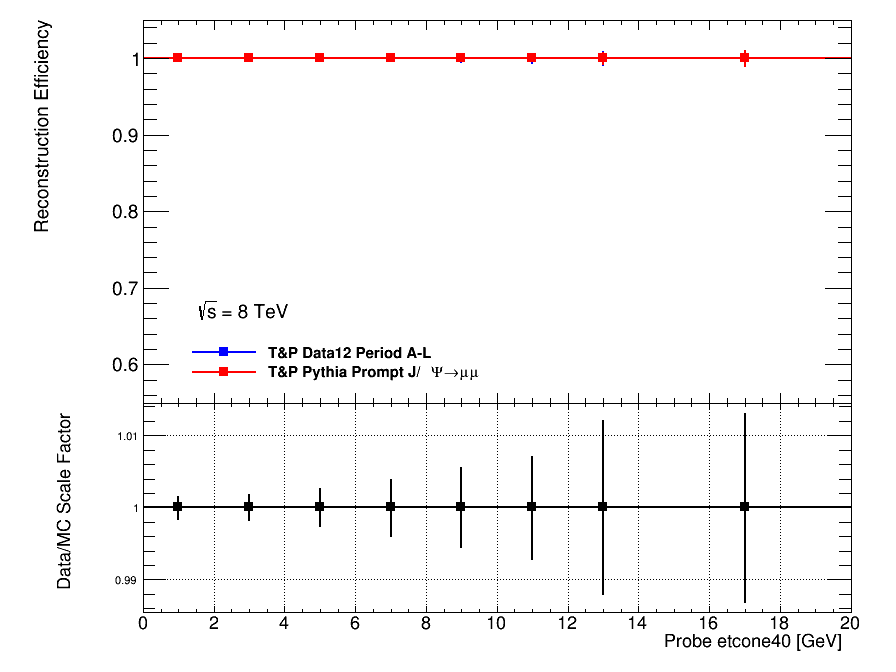 Reconstruction Efficiency
1
0.9
0.8
0.7
0.6
√s = 8 TeV
T&P Data12 Period A-L
T&P Pythia Prompt J/ Ψ→μμ
Data/MC Scale Factor
1.01
1
0.99
0 2 4 6 8 10 12 14 16 18 20
Probe etcone40 [GeV]